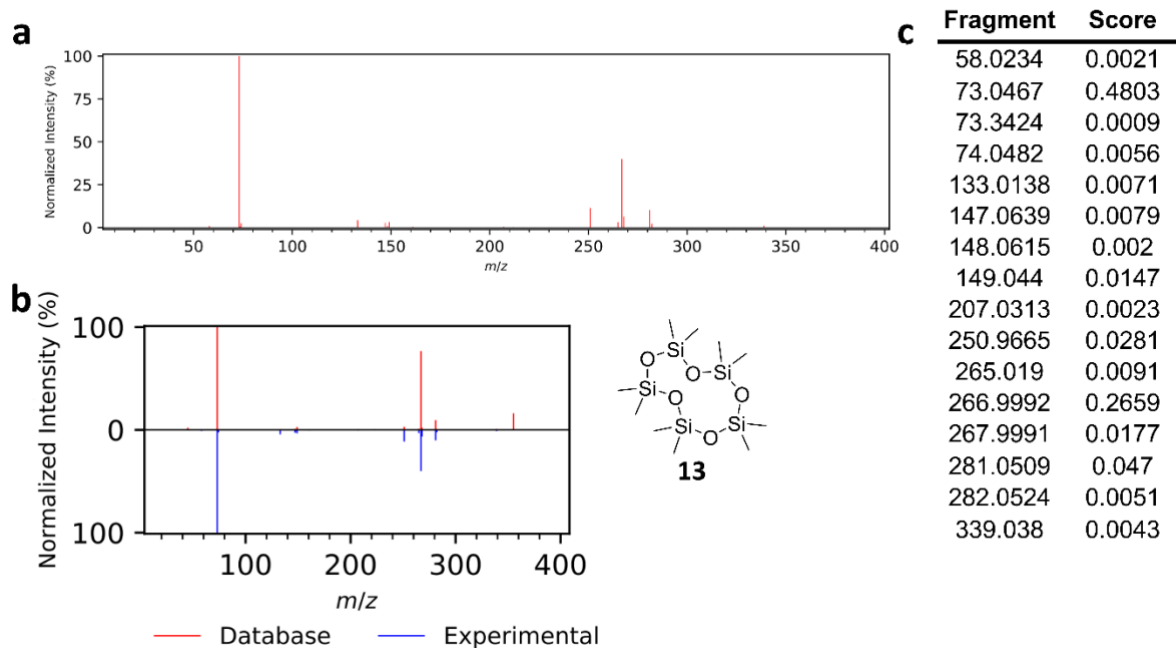 a
Normalized Intensity (%)
100
75
50
25
0
50
100
150
200
250
300
350
400
m/z
b
Normalized Intensity (%)
100
0
100
100
200
300
400
m/z
Database
Experimental
O
Si
O
Si
O
Si
O
Si
O
Si
13
c
Fragment Score
58.0234 0.0021
73.0467 0.4803
73.3424 0.0009
74.0482 0.0056
133.0138 0.0071
147.0639 0.0079
148.0615 0.002
149.044 0.0147
207.0313 0.0023
250.9665 0.0281
265.019 0.0091
266.9992 0.2659
267.9991 0.0177
281.0509 0.047
282.0524 0.0051
339.038 0.0043